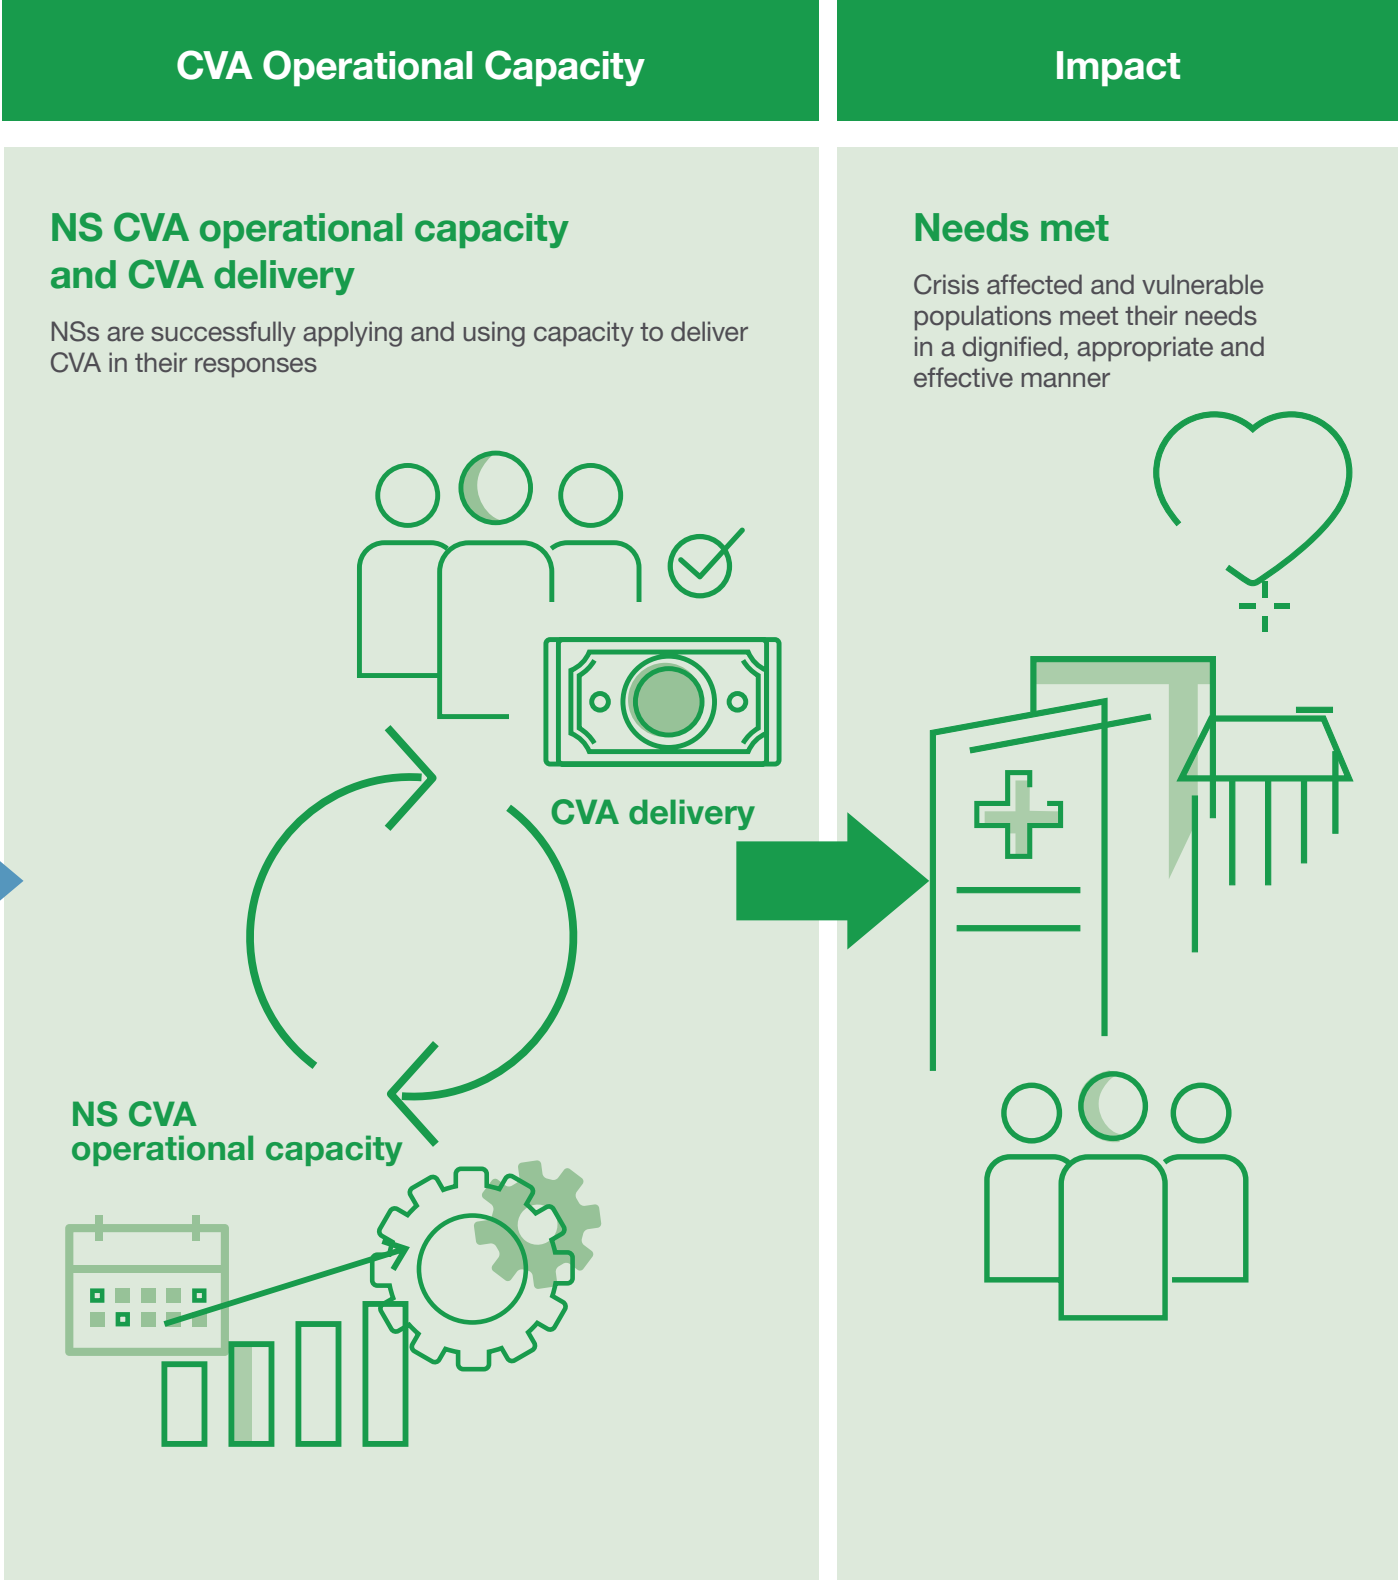 CVA Operational Capacity
NS CVA operational capacity
and CVA delivery
NSs are successfully applying and using capacity to deliver
CVA in their responses
CVA delivery
NS CVA
operational capacity
Impact
Needs met
Crisis affected and vulnerable
populations meet their needs
in a dignified, appropriate and
effective manner